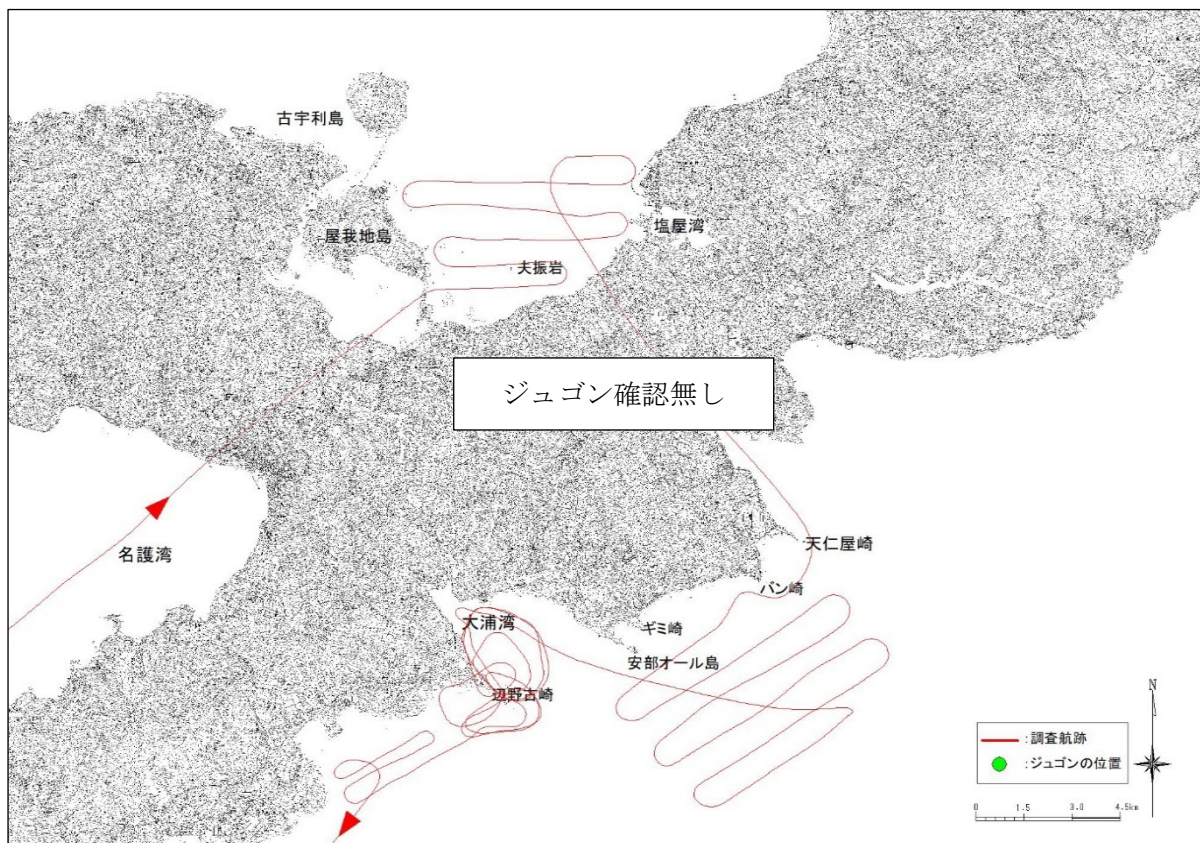 古宇利島
屋我地島
塩屋湾
夫振岩
ジュゴン確認無し
名護湾
天仁屋崎
バン崎
大浦湾
ギミ崎
安部オール島
辺野古崎
N
:調査航跡
:ジュゴンの位置
0 1.5 3.0 4.5km